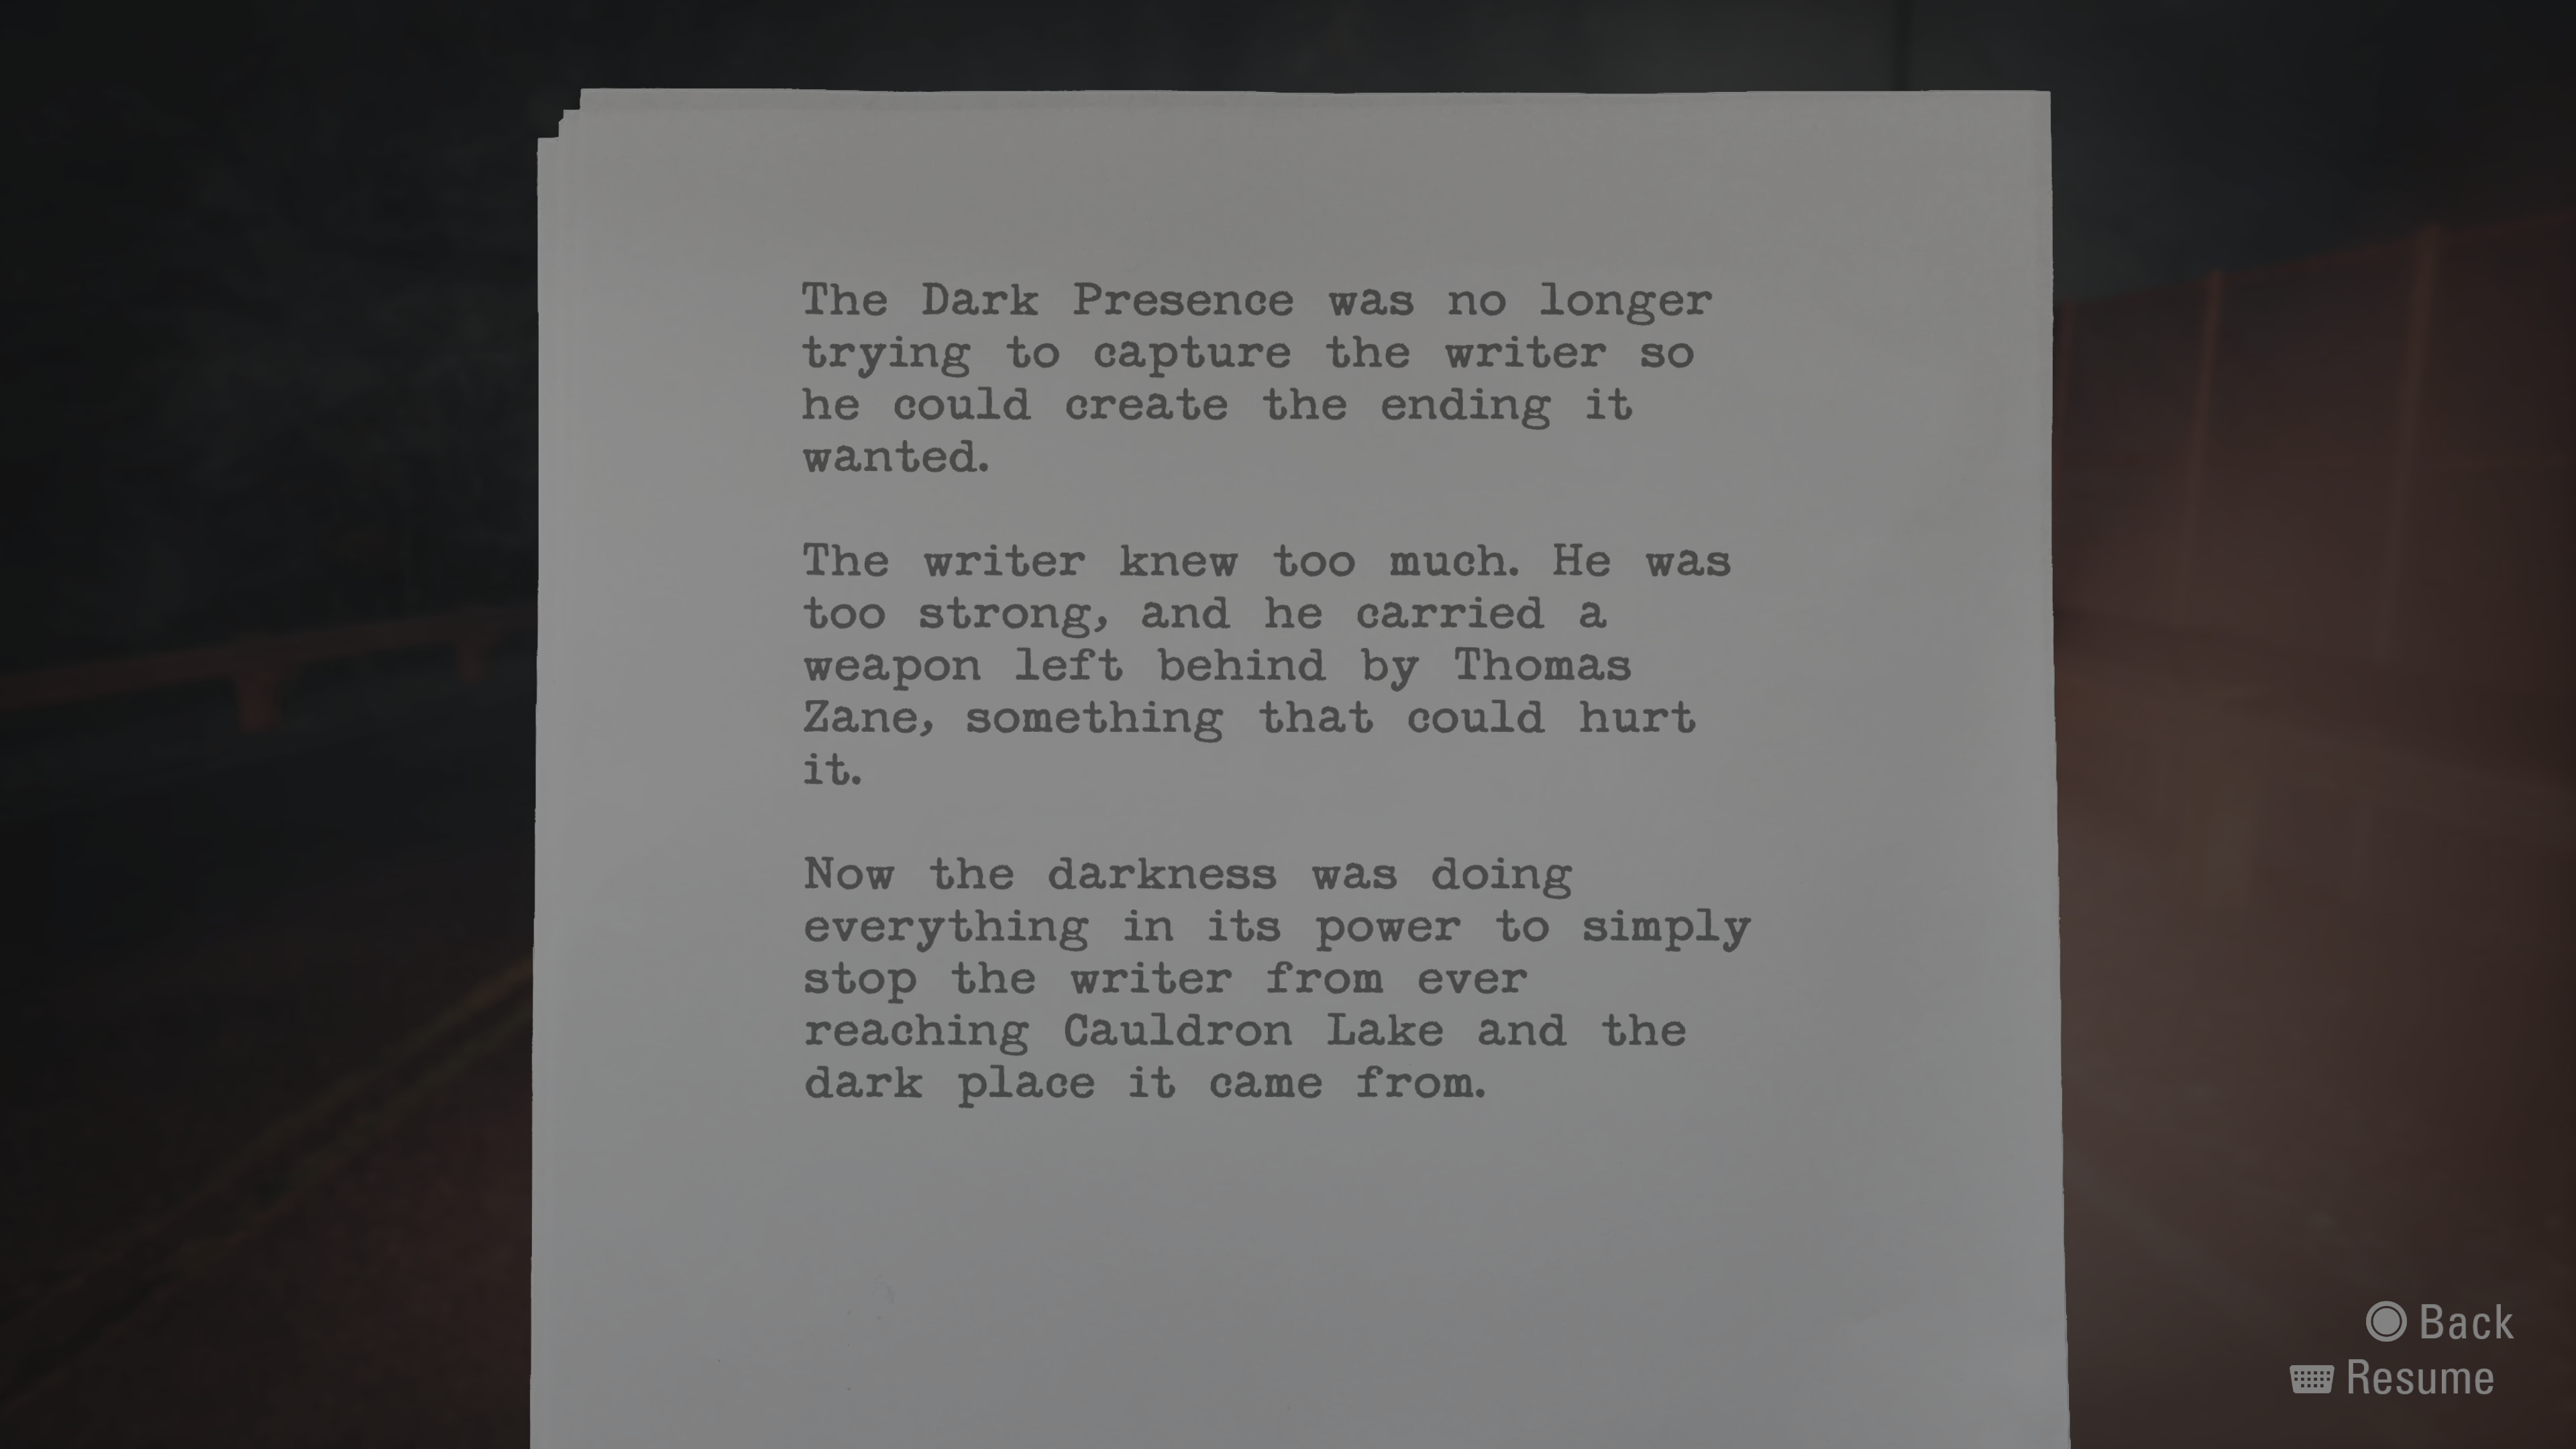 The Dark Presence was no longer
trying to capture the writer so
he could create the ending it
wanted.
The writer knew too much. He was
too strong, and he carried a
weapon left behind by Thomas
Zane, something that could hurt
it.
Now the darkness was doing
everything in its power to simply
stop the writer from ever
reaching Cauldron Lake and the
dark place it came from.
Back
Resume